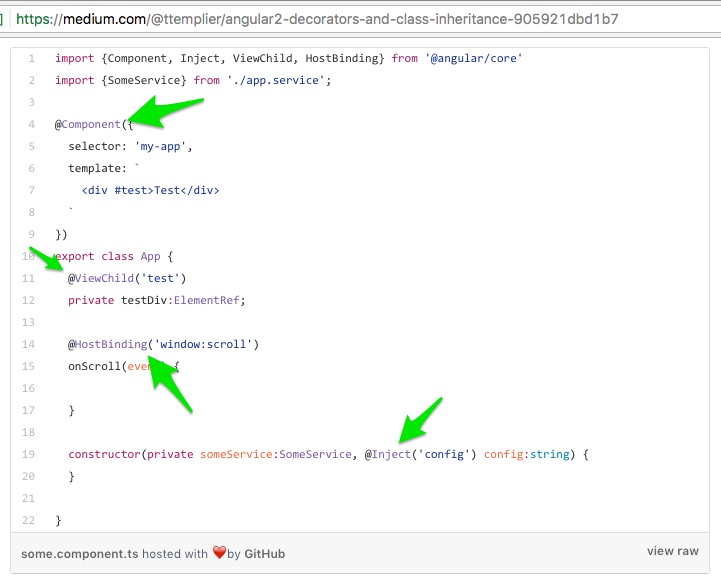 https://medium.com/@ttemplier/angular2-decorators-and-class-inheritance-905921dbd1b7
1 import {Component, Inject, ViewChild, HostBinding} from '@angular/core'
2 import {SomeService} from './app.service';
3
4 @Component({
5 selector: 'my-app',
6 template: `
7 <div #test>Test</div>
8 `
9 })
10 export class App {
11 @ViewChild('test')
12 private testDiv:ElementRef;
13
14 @HostBinding('window:scroll')
15 onScroll(event) {
16
17 }
18
19 constructor(private someService:SomeService, @Inject('config') config:string) {
20 }
21
22 }
some.component.ts hosted with ❤ by GitHub
view raw